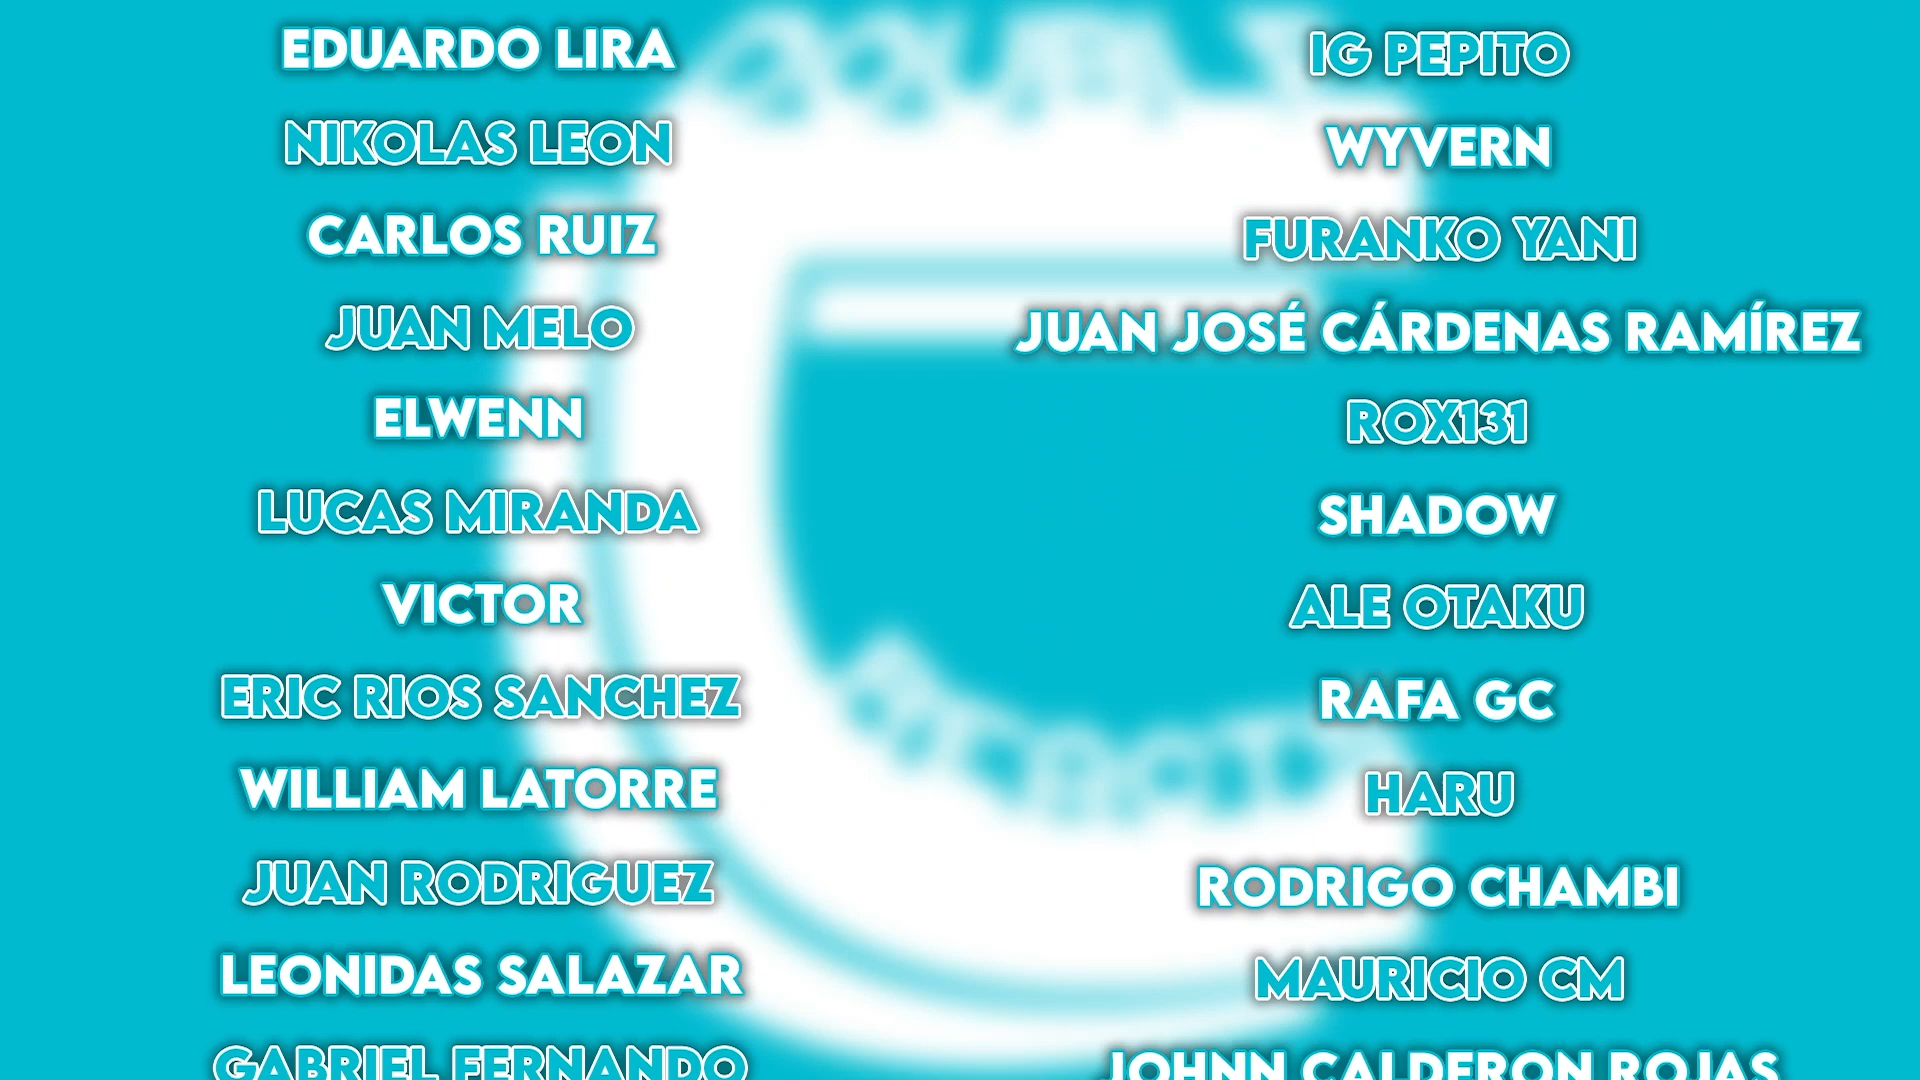 EDUARDO LIRA
NIKOLAS LEON
CARLOS RUIZ
JUAN MELO
ELWENN
LUCAS MIRANDA
VICTOR
ERIC RIOS SANCHEZ
WILLIAM LATORRE
JUAN RODRIGUEZ
LEONIDAS SALAZAR
GABRIEL FERNANDO
IG PEPITO
WYVERN
FURANKO YANI
JUAN JOSÉ CÁRDENAS RAMÍREZ
ROX131
SHADOW
ALE OTAKU
RAFA GC
HARU
RODRIGO CHAMBI
MAURICIO CM
JOHNN CALDERON ROJAS